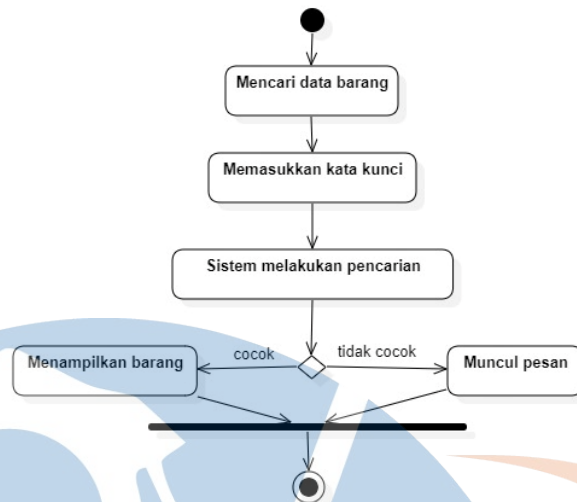 Mencari data barang
Memasukkan kata kunci
Sistem melakukan pencarian
cocok
tidak cocok
Menampilkan barang
Muncul pesan